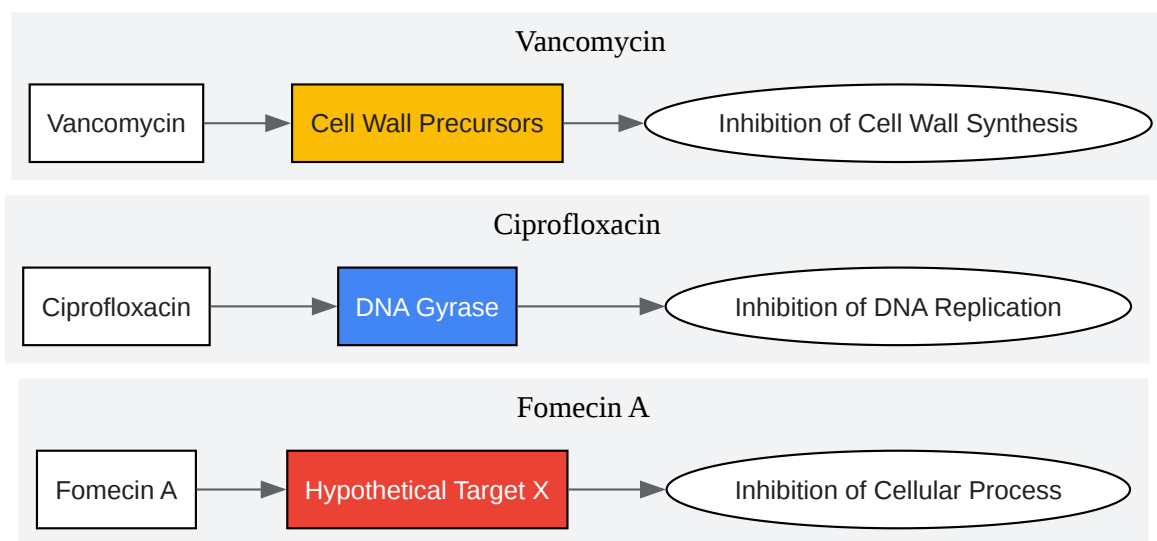 Vancomycin
Vancomycin
Cell Wall Precursors
Inhibition of Cell Wall Synthesis
Ciprofloxacin
Ciprofloxacin
DNA Gyrase
Inhibition of DNA Replication
Fomecin A
Fomecin A
Hypothetical Target X
Inhibition of Cellular Process